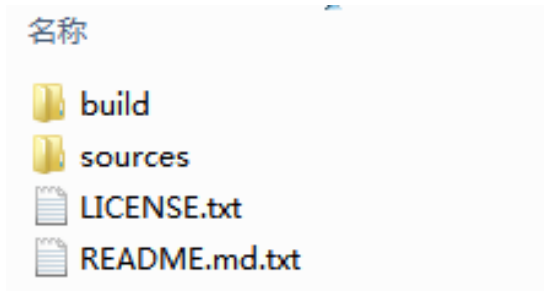 名称
build
sources
LICENSE.txt
README.md.txt